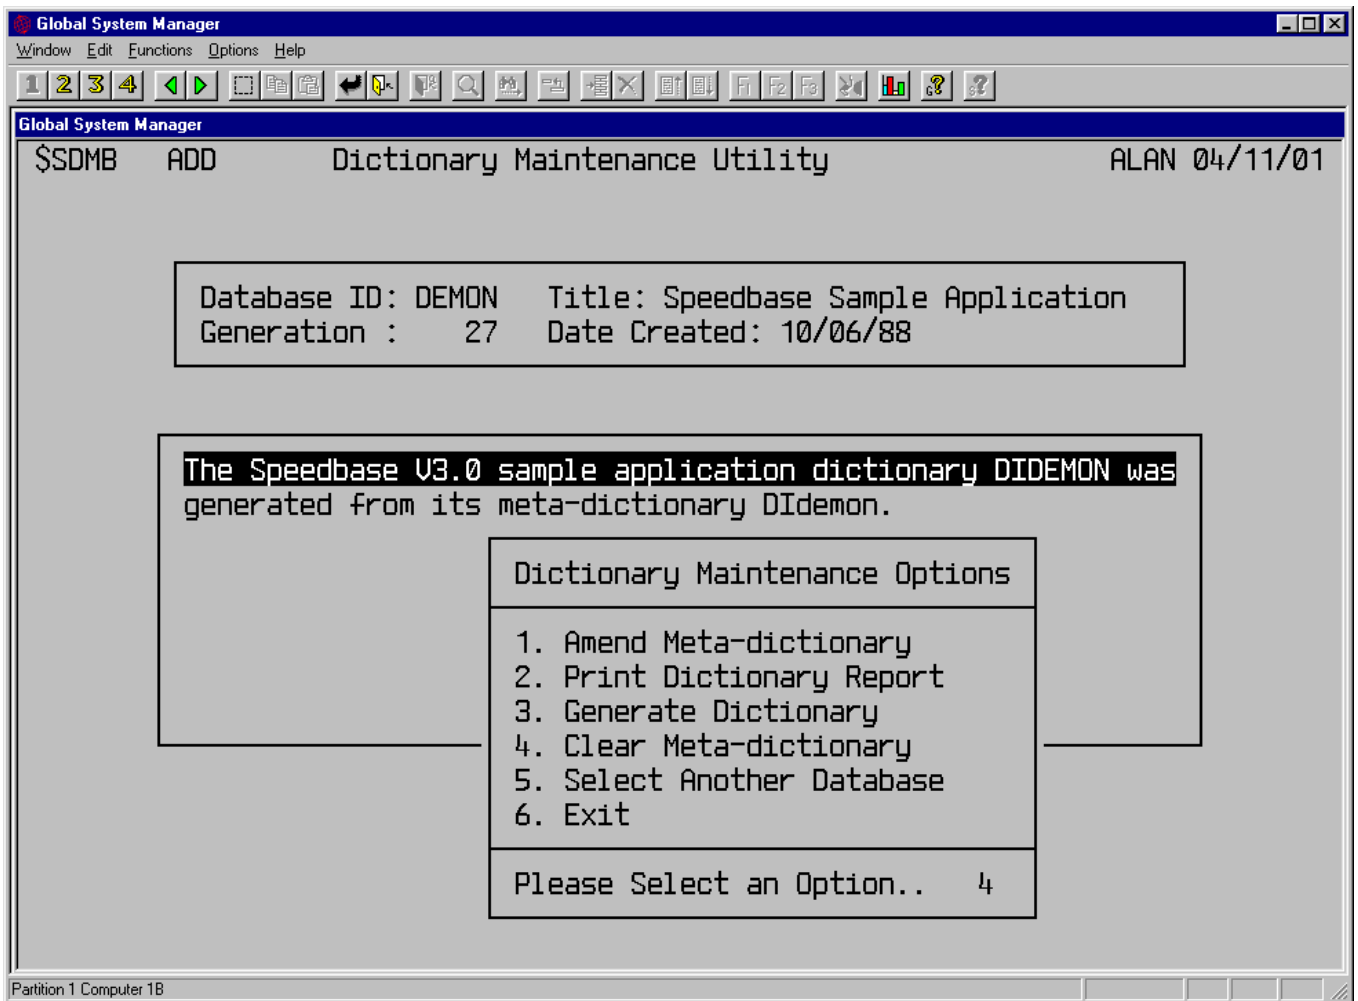 Global System Manager
Window Edit Functions Options Help
1 2 3 4 F1 F2 F3 G? S?
Global System Manager
$SDMB ADD Dictionary Maintenance Utility ALAN 04/11/01
Database ID: DEMON Title: Speedbase Sample Application
Generation : 27 Date Created: 10/06/88
The Speedbase V3.0 sample application dictionary DIDEMON was
generated from its meta-dictionary DIdemon.
Dictionary Maintenance Options
1. Amend Meta-dictionary
2. Print Dictionary Report
3. Generate Dictionary
4. Clear Meta-dictionary
5. Select Another Database
6. Exit
Please Select an Option.. 4
Partition 1 Computer 1B